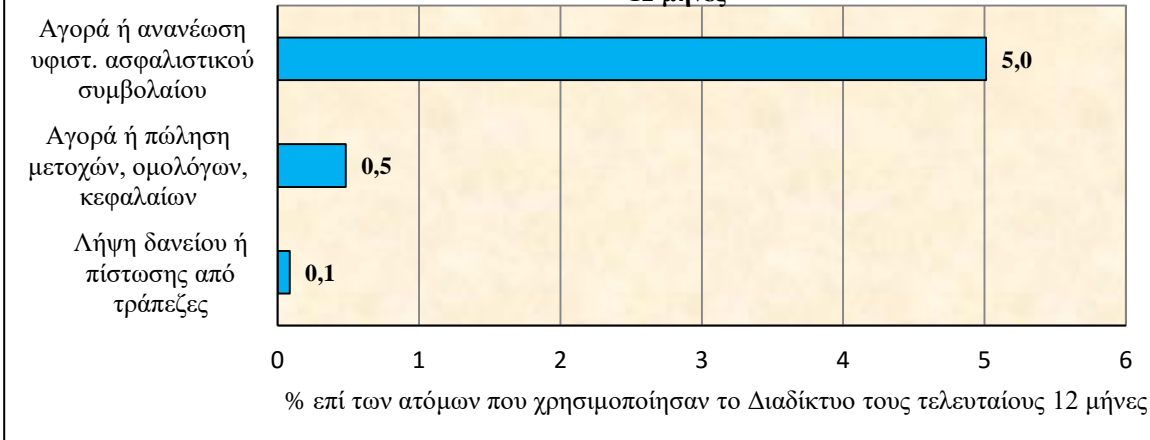 Αγορά ή ανανέωση
υφιστ. ασφαλιστικού
συμβολαίου
5,0
Αγορά ή πώληση
μετοχών, ομολόγων,
κεφαλαίων
0,5
Λήψη δανείου ή
πίστωσης από
τράπεζες
0,1
0 1 2 3 4 5 6
% επί των ατόμων που χρησιμοποίησαν το Διαδίκτυο τους τελευταίους 12 μήνες